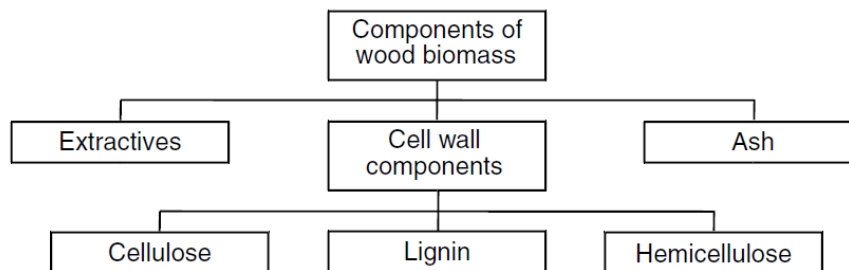 Components of
wood biomass
Extractives
Cell wall
components
Ash
Cellulose
Lignin
Hemicellulose